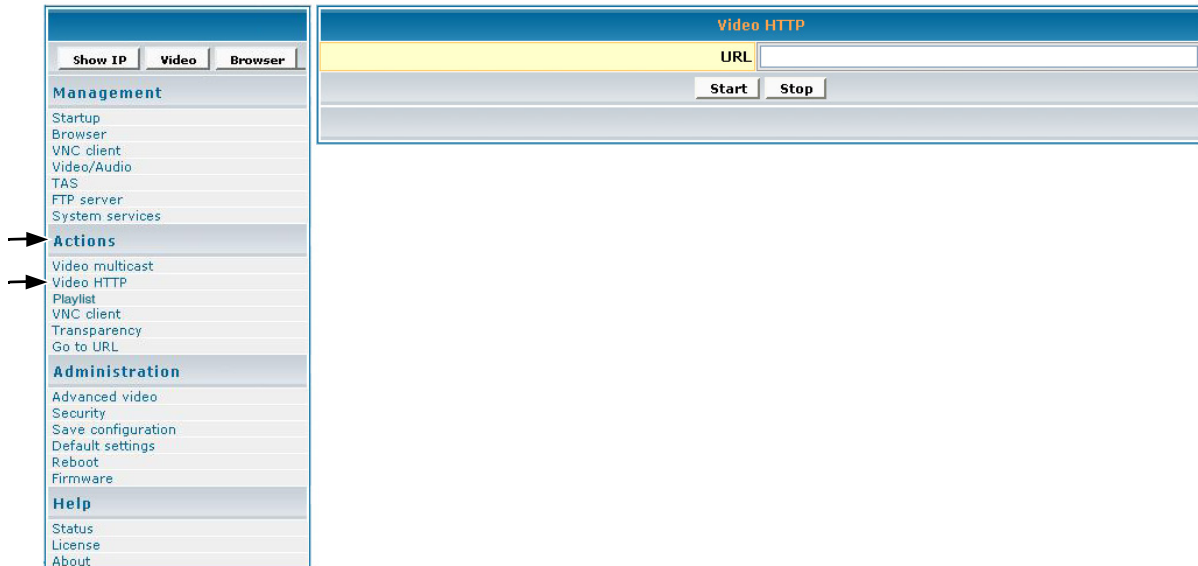 Show IP Video Browser
Management
Startup
Browser
VNC client
Video/Audio
TAS
FTP server
System services
Actions
Video multicast
Video HTTP
Playlist
VNC client
Transparency
Go to URL
Administration
Advanced video
Security
Save configuration
Default settings
Reboot
Firmware
Help
Status
License
About
Video HTTP
URL
Start Stop